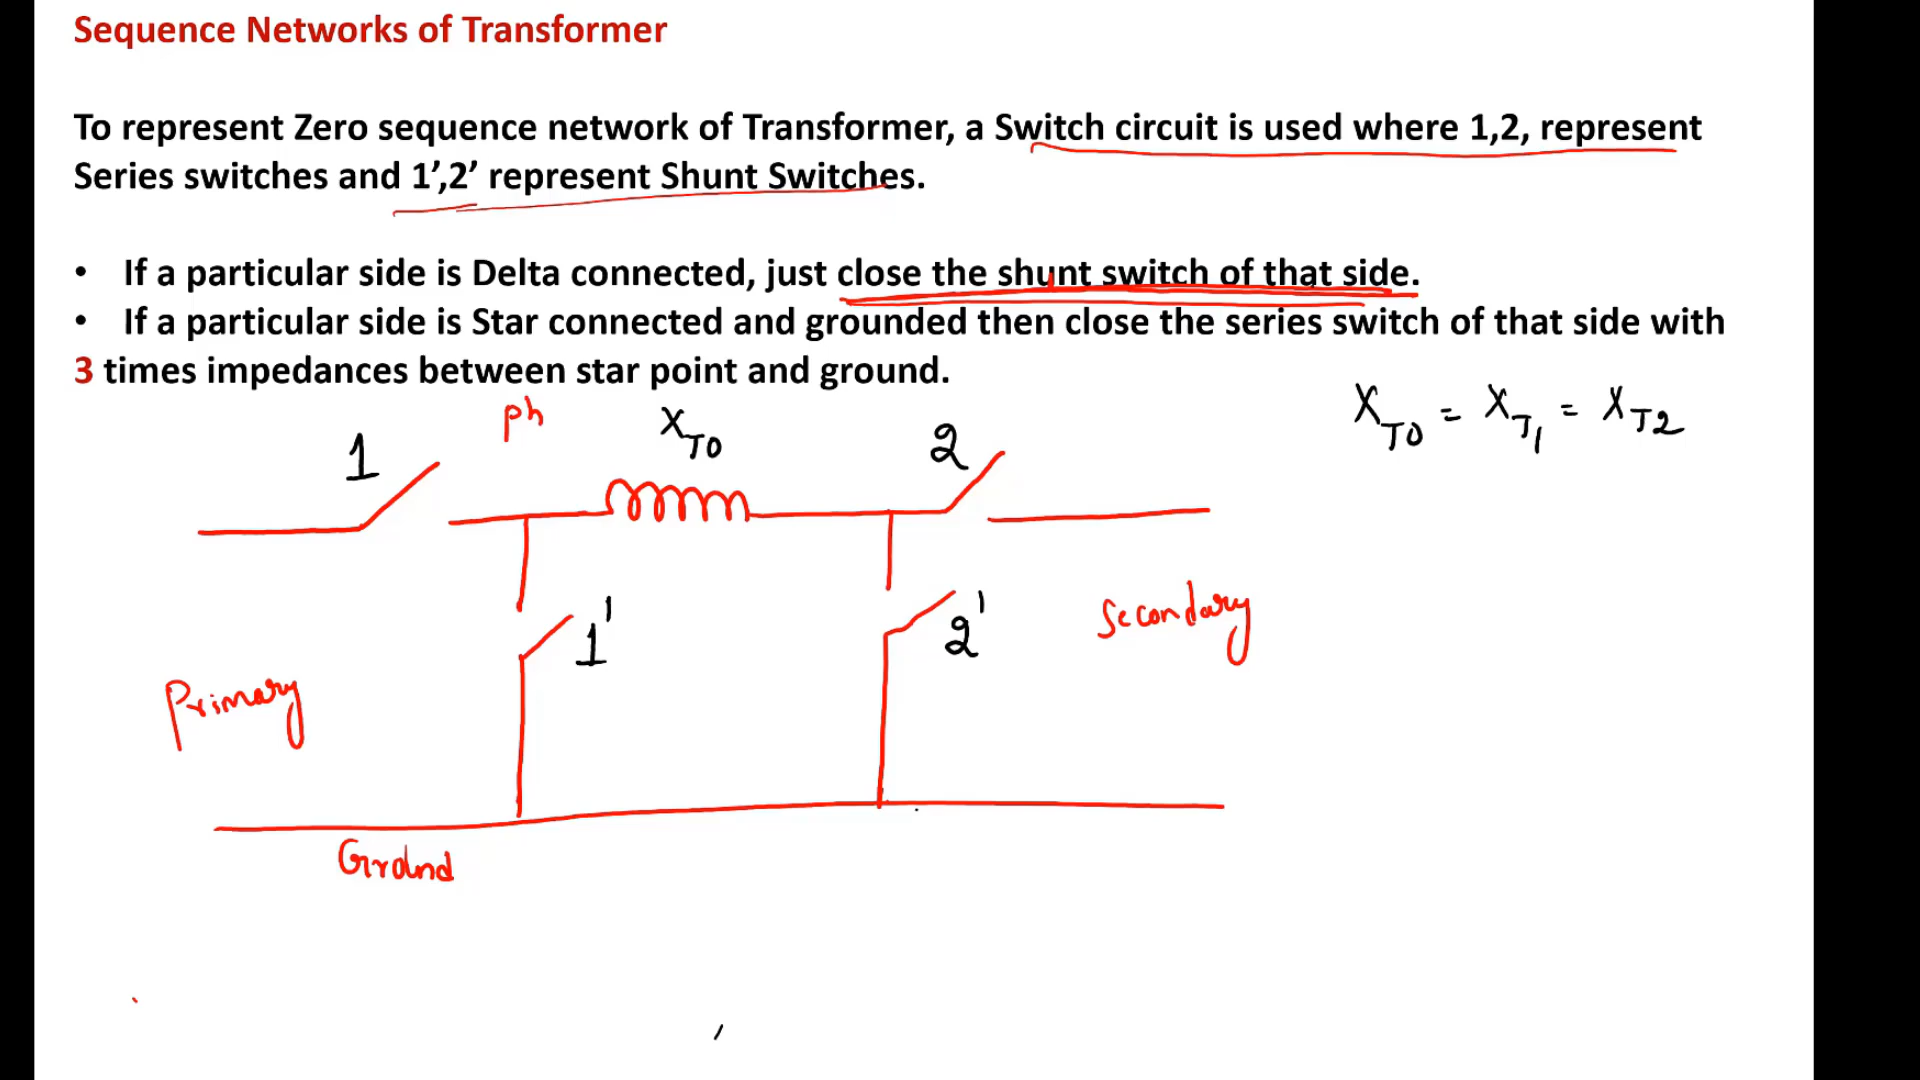 Sequence Networks of Transformer
To represent Zero sequence network of Transformer, a Switch circuit is used where 1,2, represent
Series switches and 1′,2′ represent Shunt Switches.
• If a particular side is Delta connected, just close the shunt switch of that side.
• If a particular side is Star connected and grounded then close the series switch of that side with
3 times impedances between star point and ground.
X_T0 = X_T1 = X_T2
1 ph X_T0 2
1' 2' Secondary
Primary
Ground